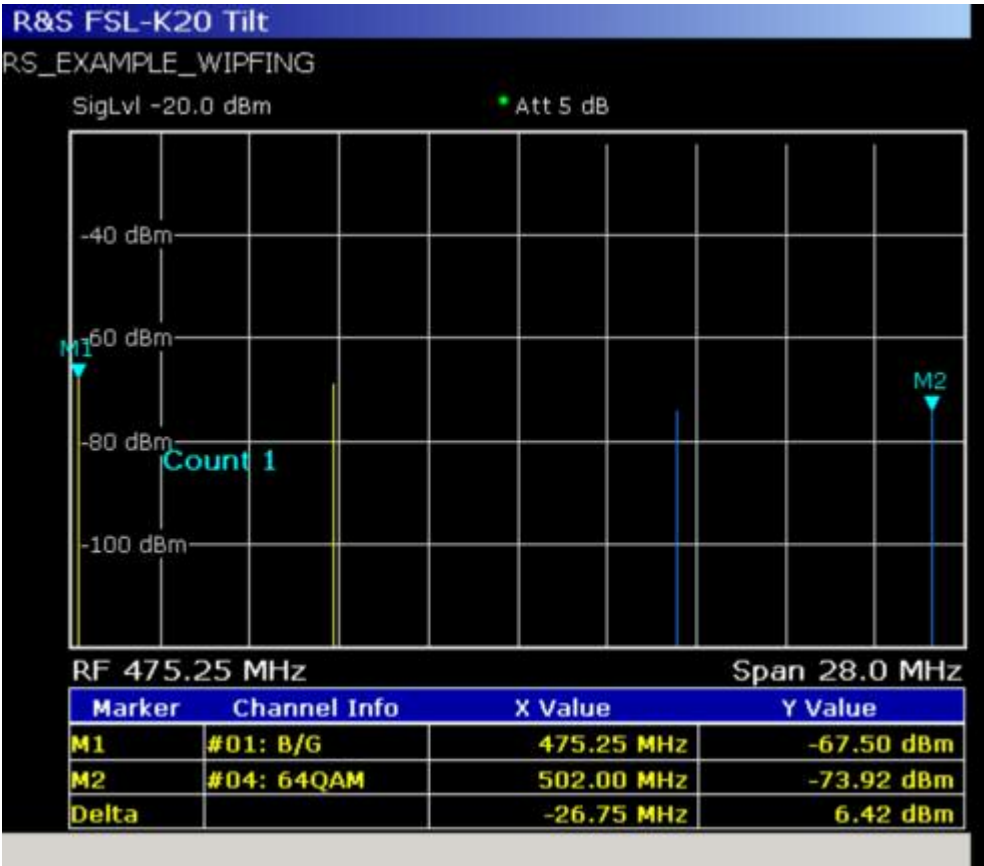 R&S FSL-K20 Tilt
RS_EXAMPLE_WIPFING
SigLvl -20.0 dBm Att 5 dB
-40 dBm
-60 dBm
M1
M2
-80 dBm
Count 1
-100 dBm
RF 475.25 MHz Span 28.0 MHz
Marker Channel Info X Value Y Value
M1 #01: B/G 475.25 MHz -67.50 dBm
M2 #04: 64QAM 502.00 MHz -73.92 dBm
Delta -26.75 MHz 6.42 dBm